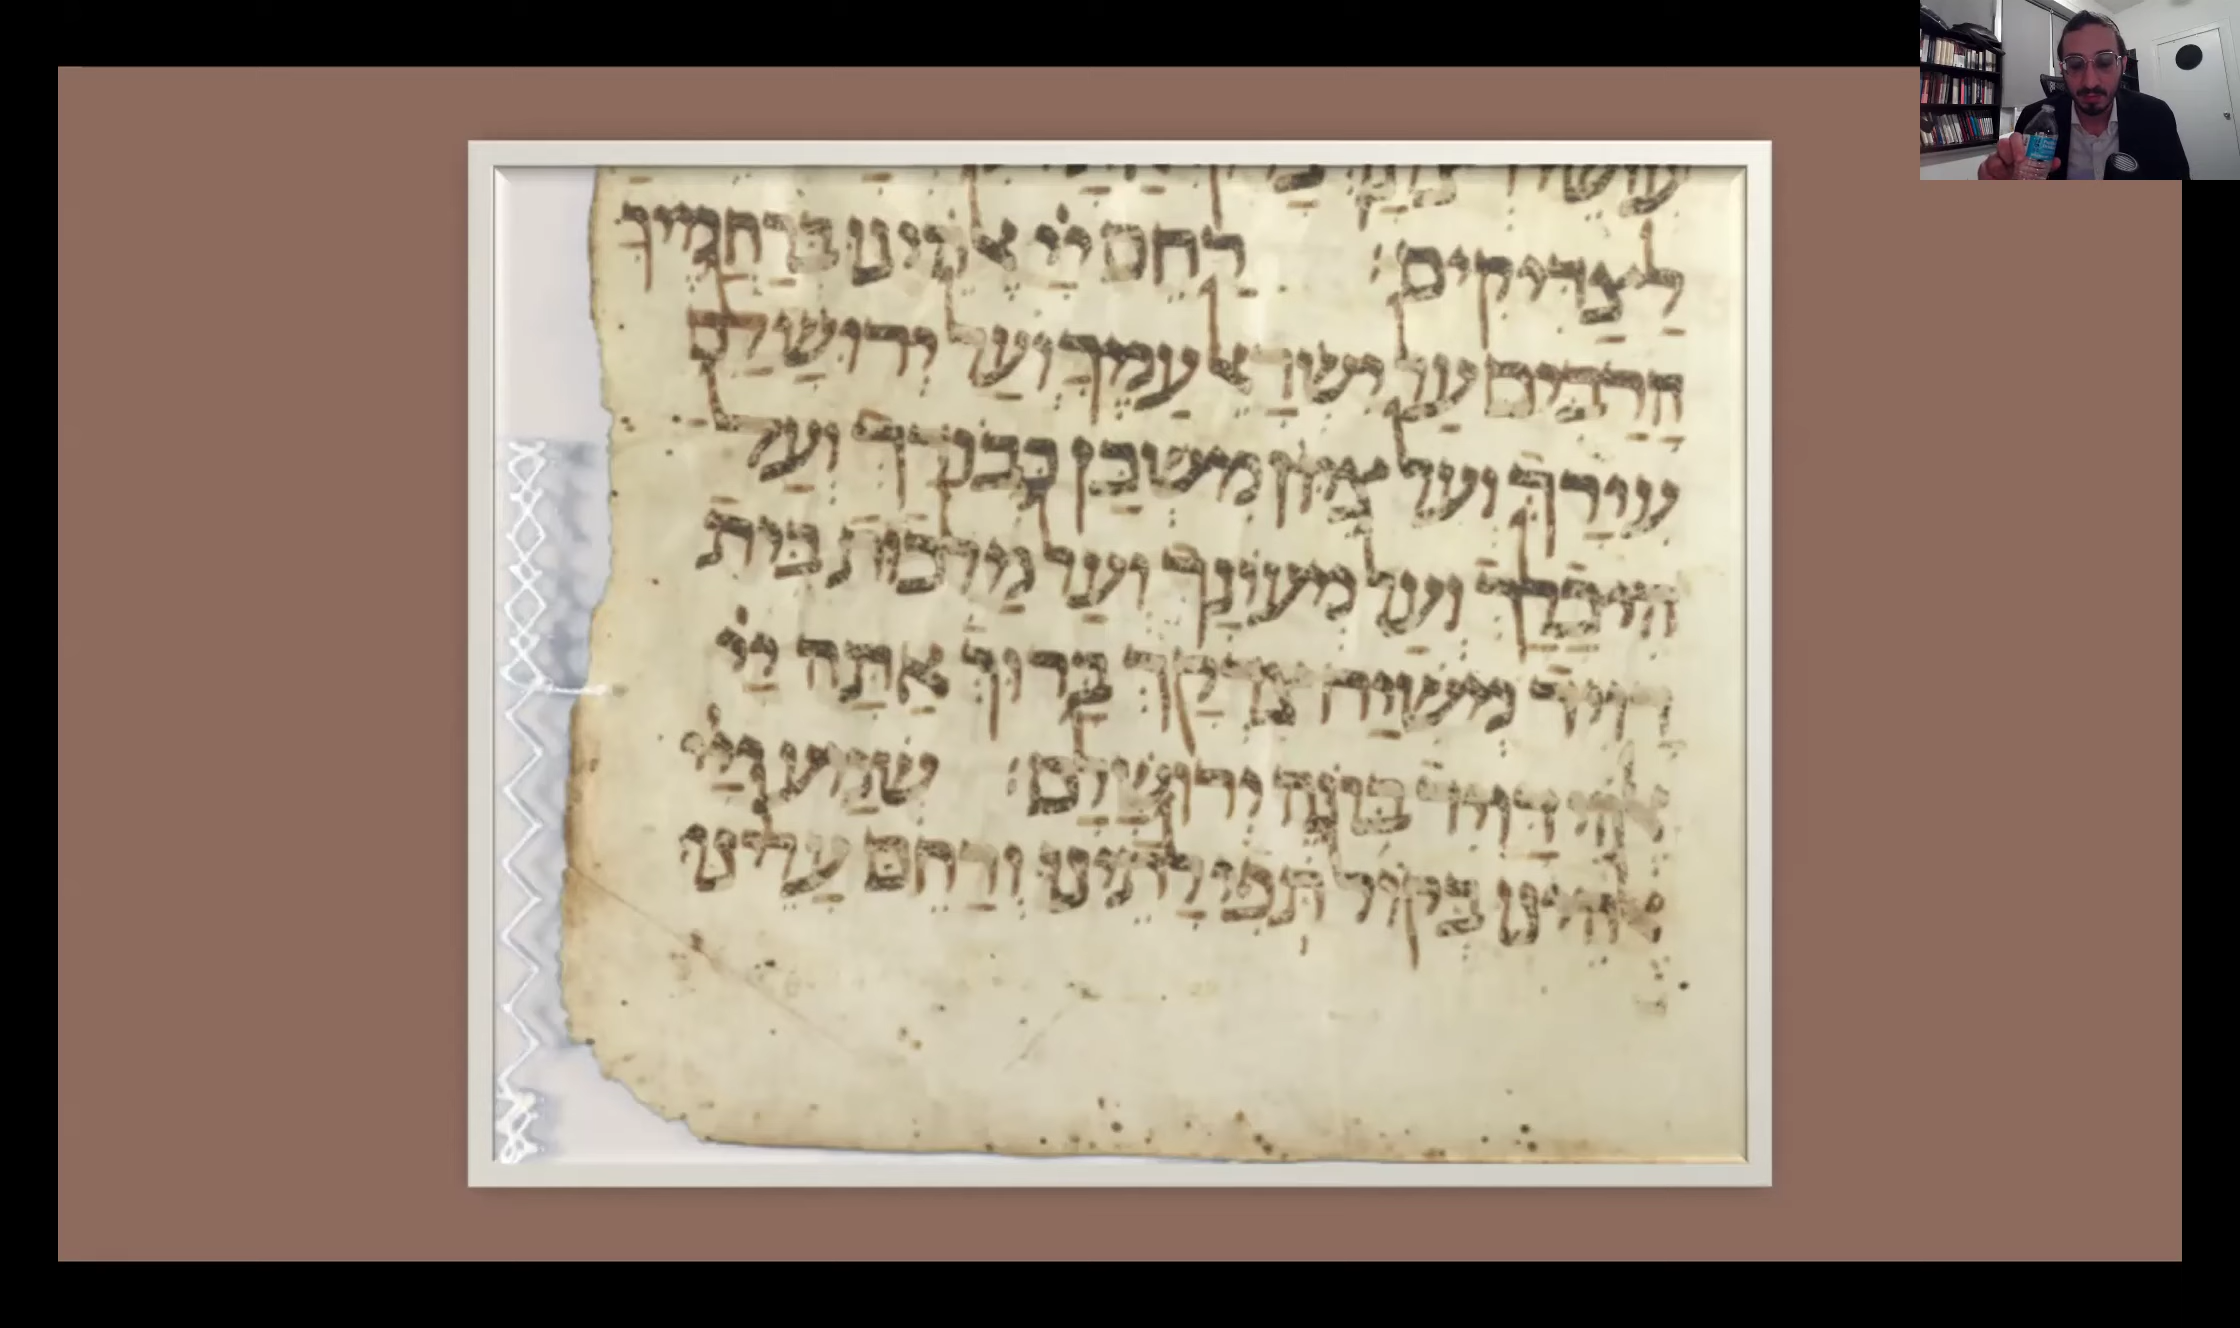 לצדיקים: רחם יי אלהינו ברחמיך
הרבים על ישראל עמך ועל ירושלם
עירך ועל ציון משכן כבודך ועל
היכלך ועל מעונך ועל מלכות בית
דויד משיח צדקך ברוך אתה יי
אלהי דויד בונה ירושלם: שמע יי
אלהינו בקול תפילתינו ורחם עלינו